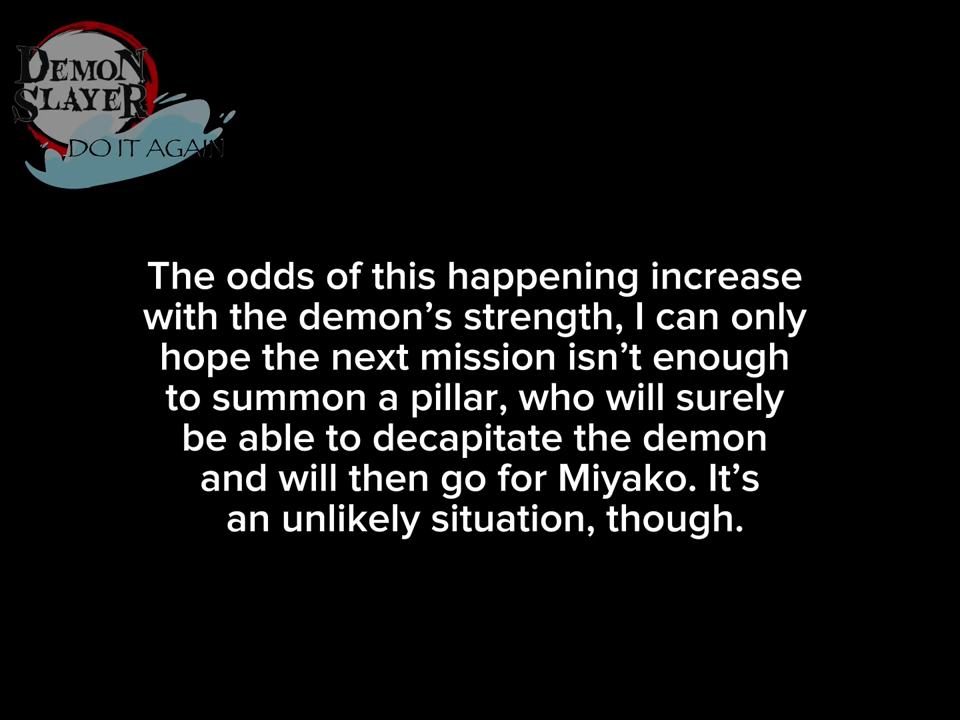 DEMON
SLAYER
DO IT AGAIN
The odds of this happening increase
with the demon’s strength, I can only
hope the next mission isn’t enough
to summon a pillar, who will surely
be able to decapitate the demon
and will then go for Miyako. It’s
an unlikely situation, though.